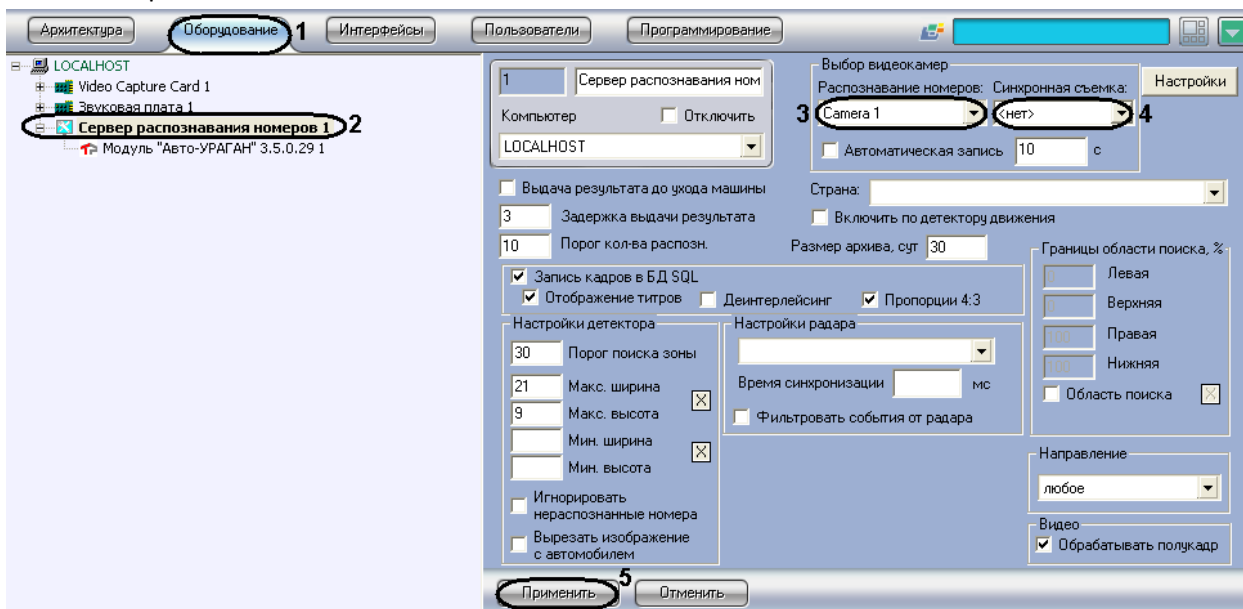 Архитектура Оборудование 1 Интерфейсы Пользователи Программирование
LOCALHOST
Video Capture Card 1
Звуковая плата 1
Сервер распознавания номеров 1 2
Модуль "Авто-УРАГАН" 3.5.0.29 1
1 Сервер распознавания ном
Компьютер Отключить
LOCALHOST
Выбор видеокамер
Распознавание номеров: Синхронная съемка:
3 Camera 1 <нет> 4
Автоматическая запись 10 с
Настройки
Выдача результата до ухода машины
3 Задержка выдачи результата
10 Порог кол-ва распозн.
Страна:
Включить по детектору движения
Размер архива, сут 30
Запись кадров в БД SQL
Отображение титров Деинтерлейсинг Пропорции 4:3
Границы области поиска, %
0 Левая
0 Верхняя
100 Правая
100 Нижняя
Область поиска X
Настройки детектора
30 Порог поиска зоны
21 Макс. ширина
X
9 Макс. высота
Мин. ширина
X
Мин. высота
Игнорировать
нераспознанные номера
Вырезать изображение
с автомобилем
Настройки радара
Время синхронизации мс
Фильтровать события от радара
Направление
любое
Видео
Обрабатывать полукадр
Применить 5 Отменить